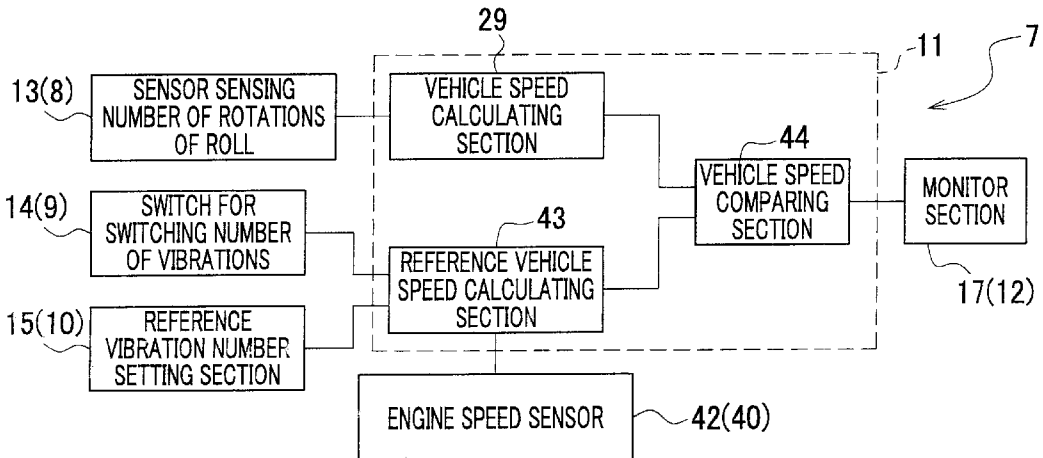 29
11
7
13(8)
SENSOR SENSING
NUMBER OF ROTATIONS
OF ROLL
VEHICLE SPEED
CALCULATING
SECTION
44
VEHICLE SPEED
COMPARING
SECTION
MONITOR
SECTION
17(12)
14(9)
SWITCH FOR
SWITCHING NUMBER
OF VIBRATIONS
43
REFERENCE VEHICLE
SPEED CALCULATING
SECTION
15(10)
REFERENCE
VIBRATION NUMBER
SETTING SECTION
ENGINE SPEED SENSOR
42(40)